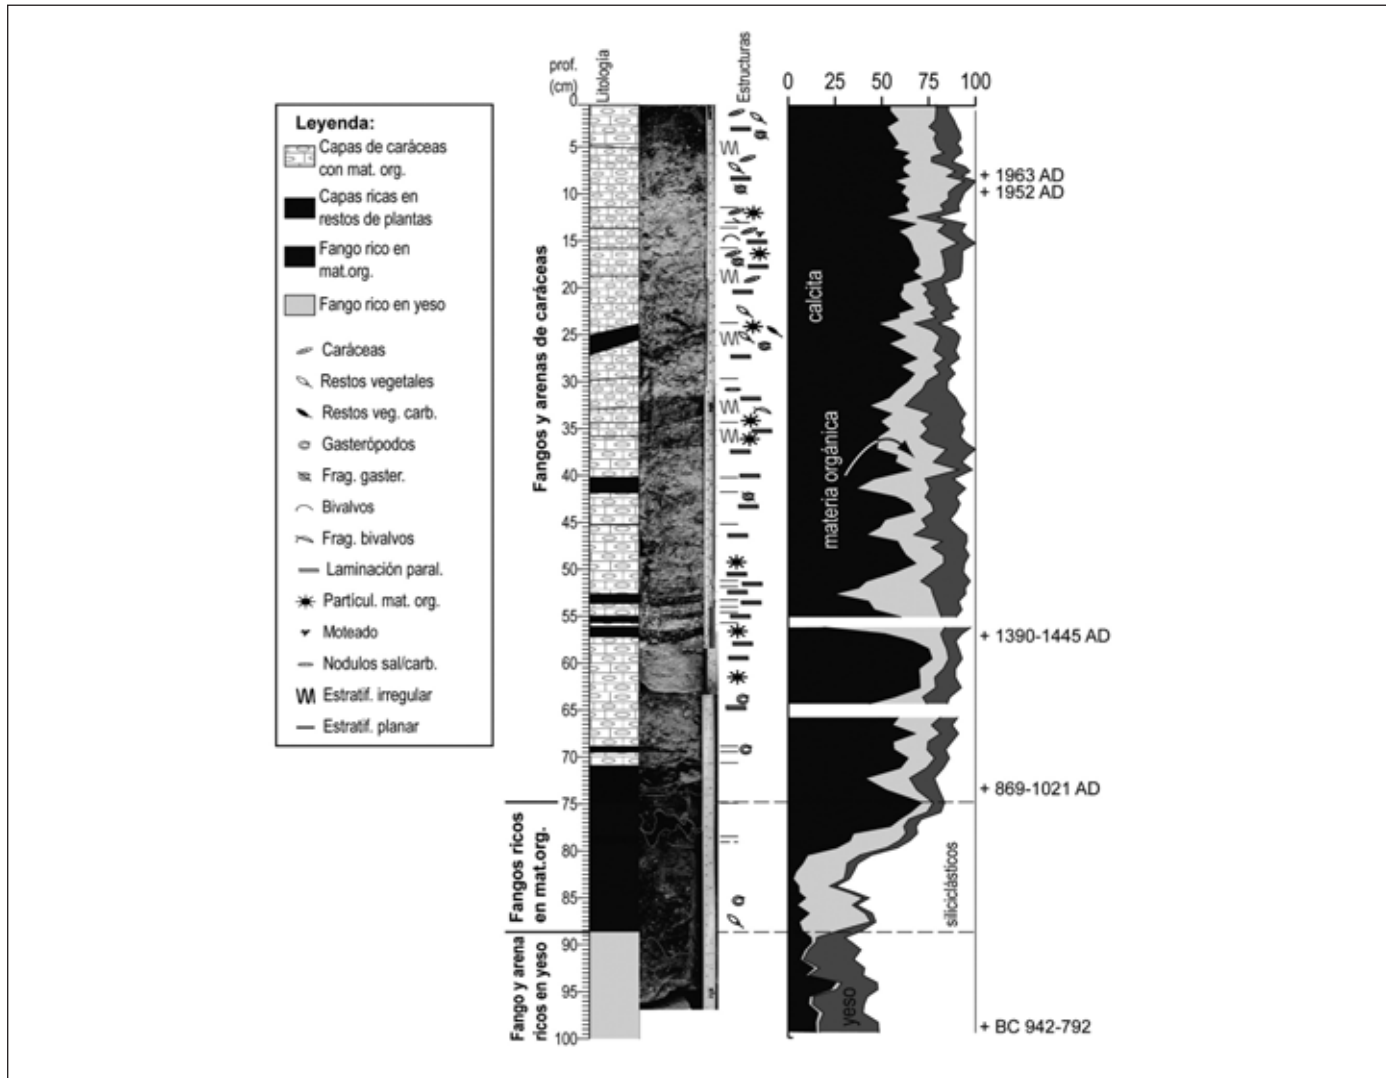 Leyenda:
Capas de caráceas
con mat. org.
Capas ricas en
restos de plantas
Fango rico en
mat.org.
Fango rico en yeso
Caráceas
Restos vegetales
Restos veg. carb.
Gasterópodos
Frag. gaster.
Bivalvos
Frag. bivalvos
Laminación paral.
Partícul. mat. org.
Moteado
Nodulos sal/carb.
Estratif. irregular
Estratif. planar
prof.
(cm)
Litología
Estructuras
0
5
10
15
20
25
30
35
40
45
50
55
60
65
70
75
80
85
90
95
100
Fangos y arenas de caráceas
Fangos ricos
en mat.org.
Fango y arena
ricos en yeso
0 25 50 75 100
calcita
materia orgánica
siliciclásticos
yeso
+ 1963 AD
+ 1952 AD
+ 1390-1445 AD
+ 869-1021 AD
+ BC 942-792